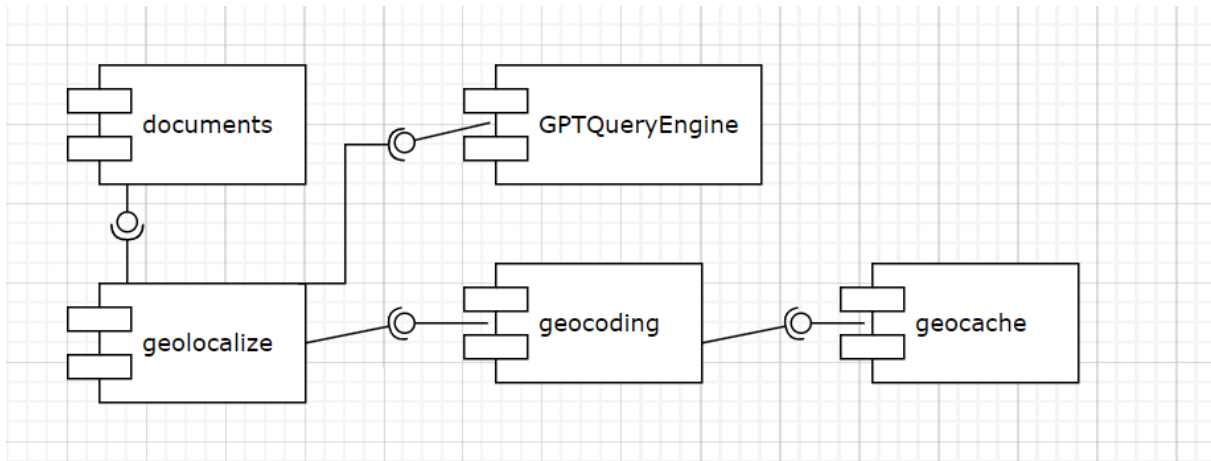 documents
GPTQueryEngine
geolocalize
geocoding
geocache